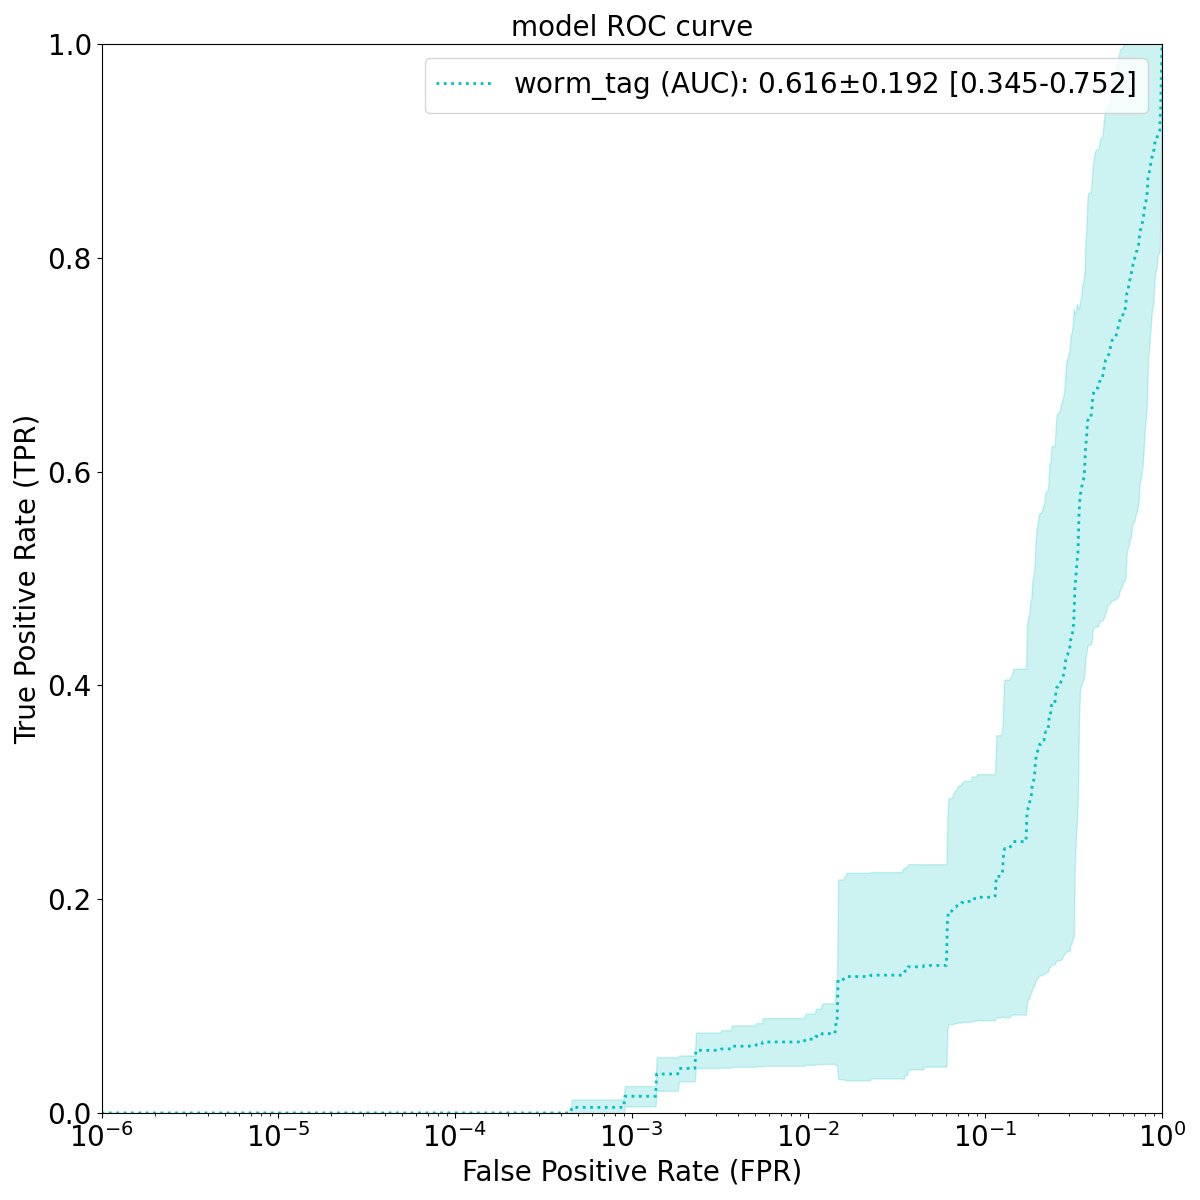 model ROC curve
worm_tag (AUC): 0.616±0.192 [0.345-0.752]
True Positive Rate (TPR)
1.0
0.8
0.6
0.4
0.2
0.0
10⁻⁶ 10⁻⁵ 10⁻⁴ 10⁻³ 10⁻² 10⁻¹ 10⁰
False Positive Rate (FPR)